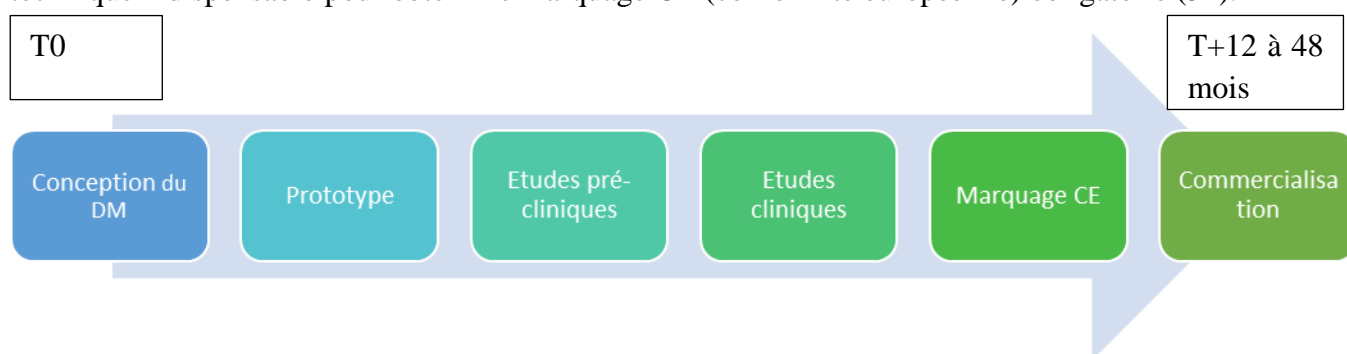 T0
T+12 à 48
mois
Conception du
DM
Prototype
Etudes pré-
cliniques
Etudes
cliniques
Marquage CE
Commercialisa
tion